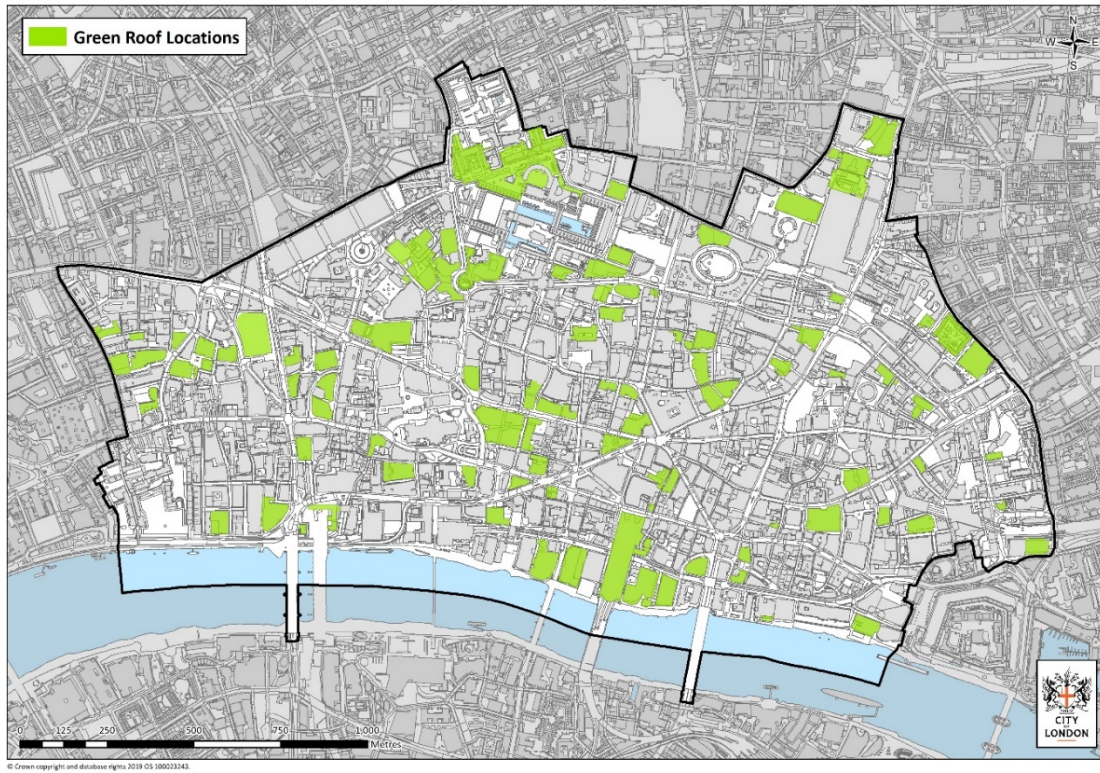 Green Roof Locations
N
W E
S
0 125 250 500 750 1,000
Metres
CITY
OF
LONDON
© Crown copyright and database rights 2019 OS 100023243.